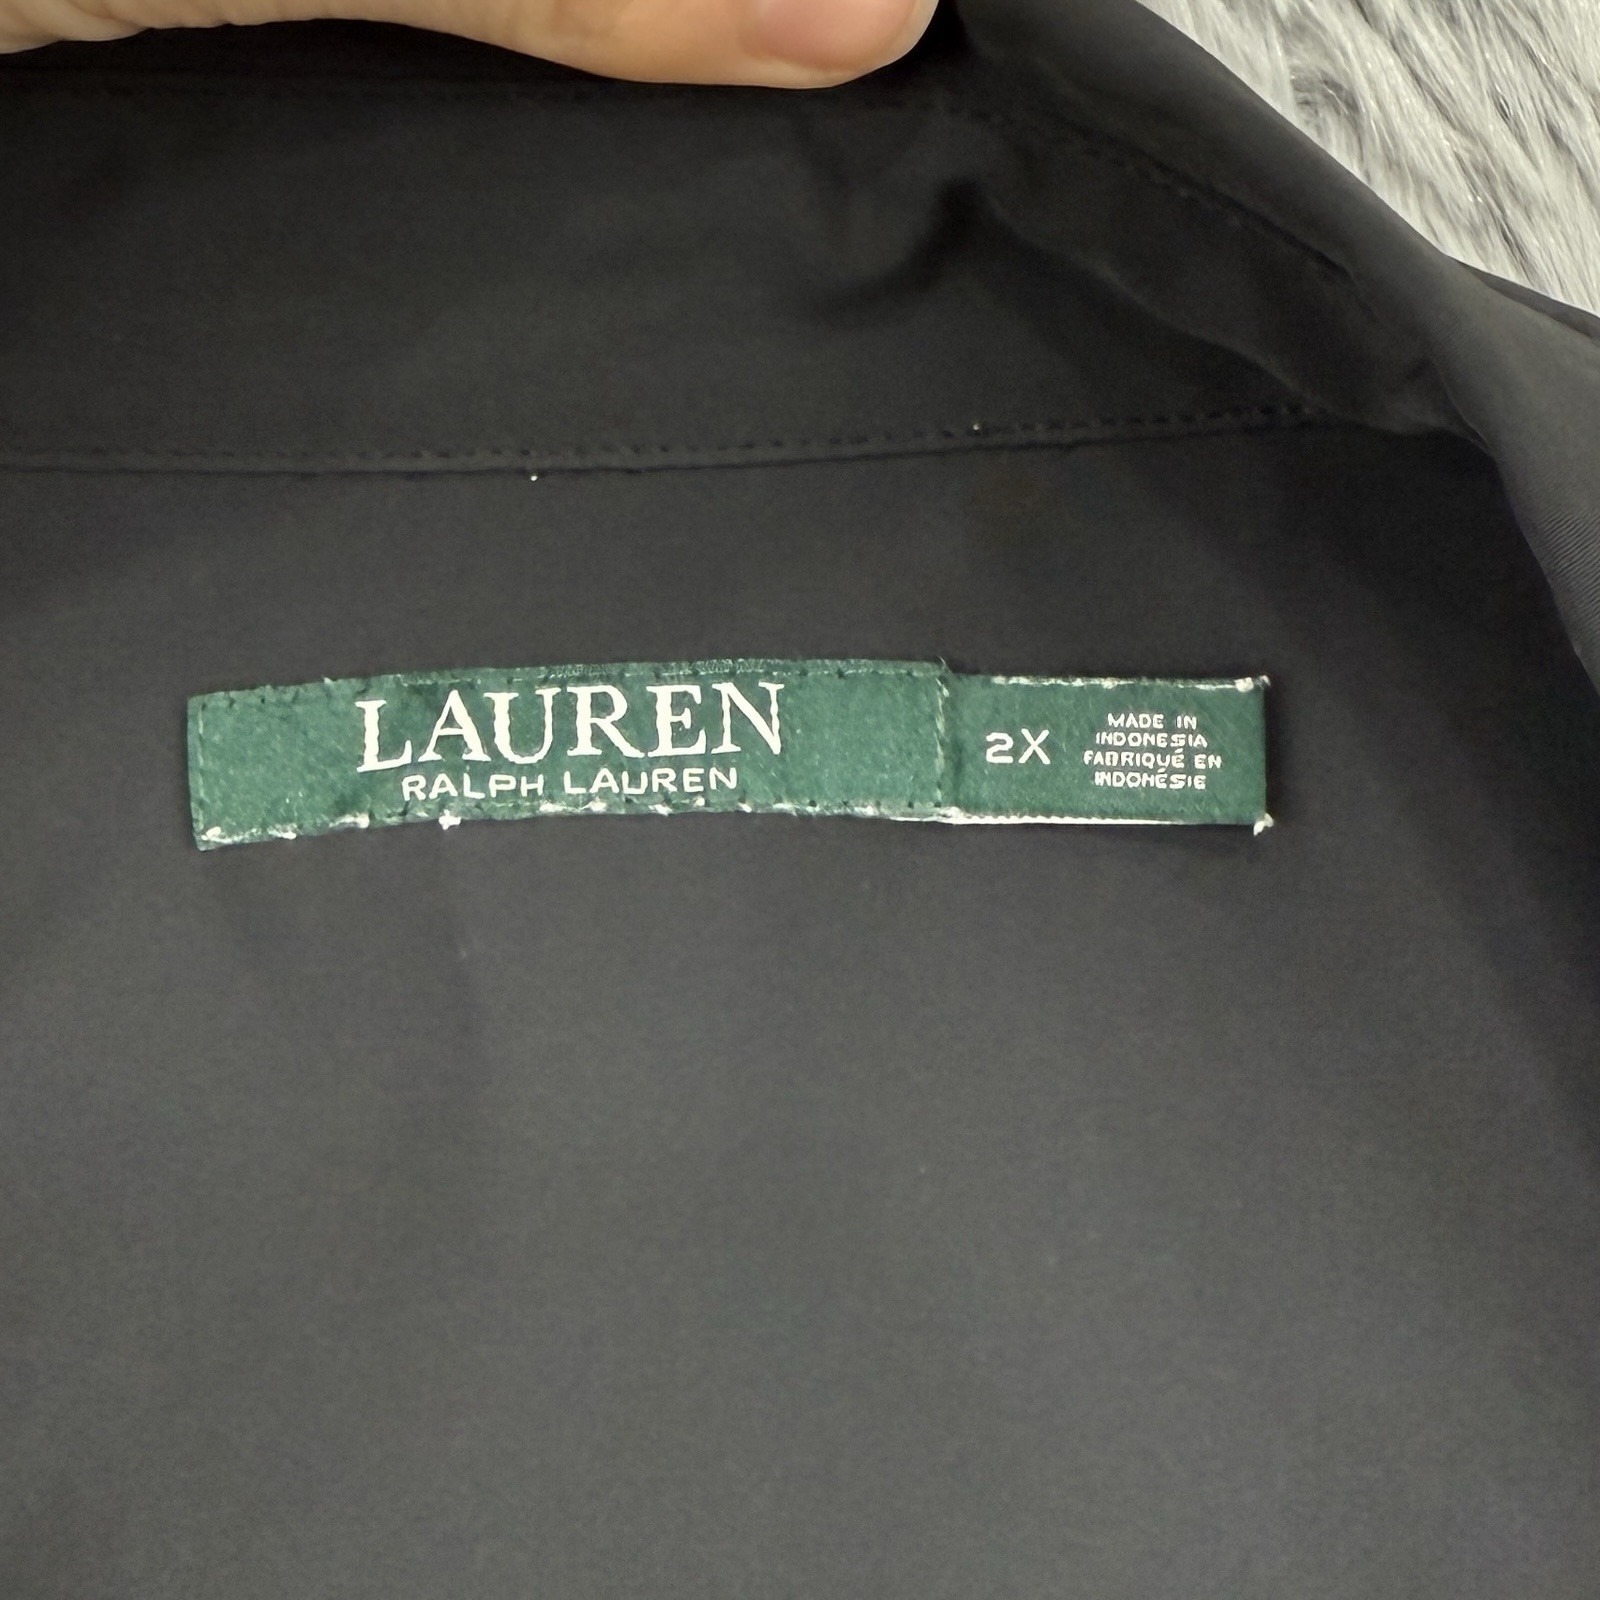 LAUREN
RALPH LAUREN
2X
MADE IN
INDONESIA
FABRIQUÉ EN
INDONÉSIE